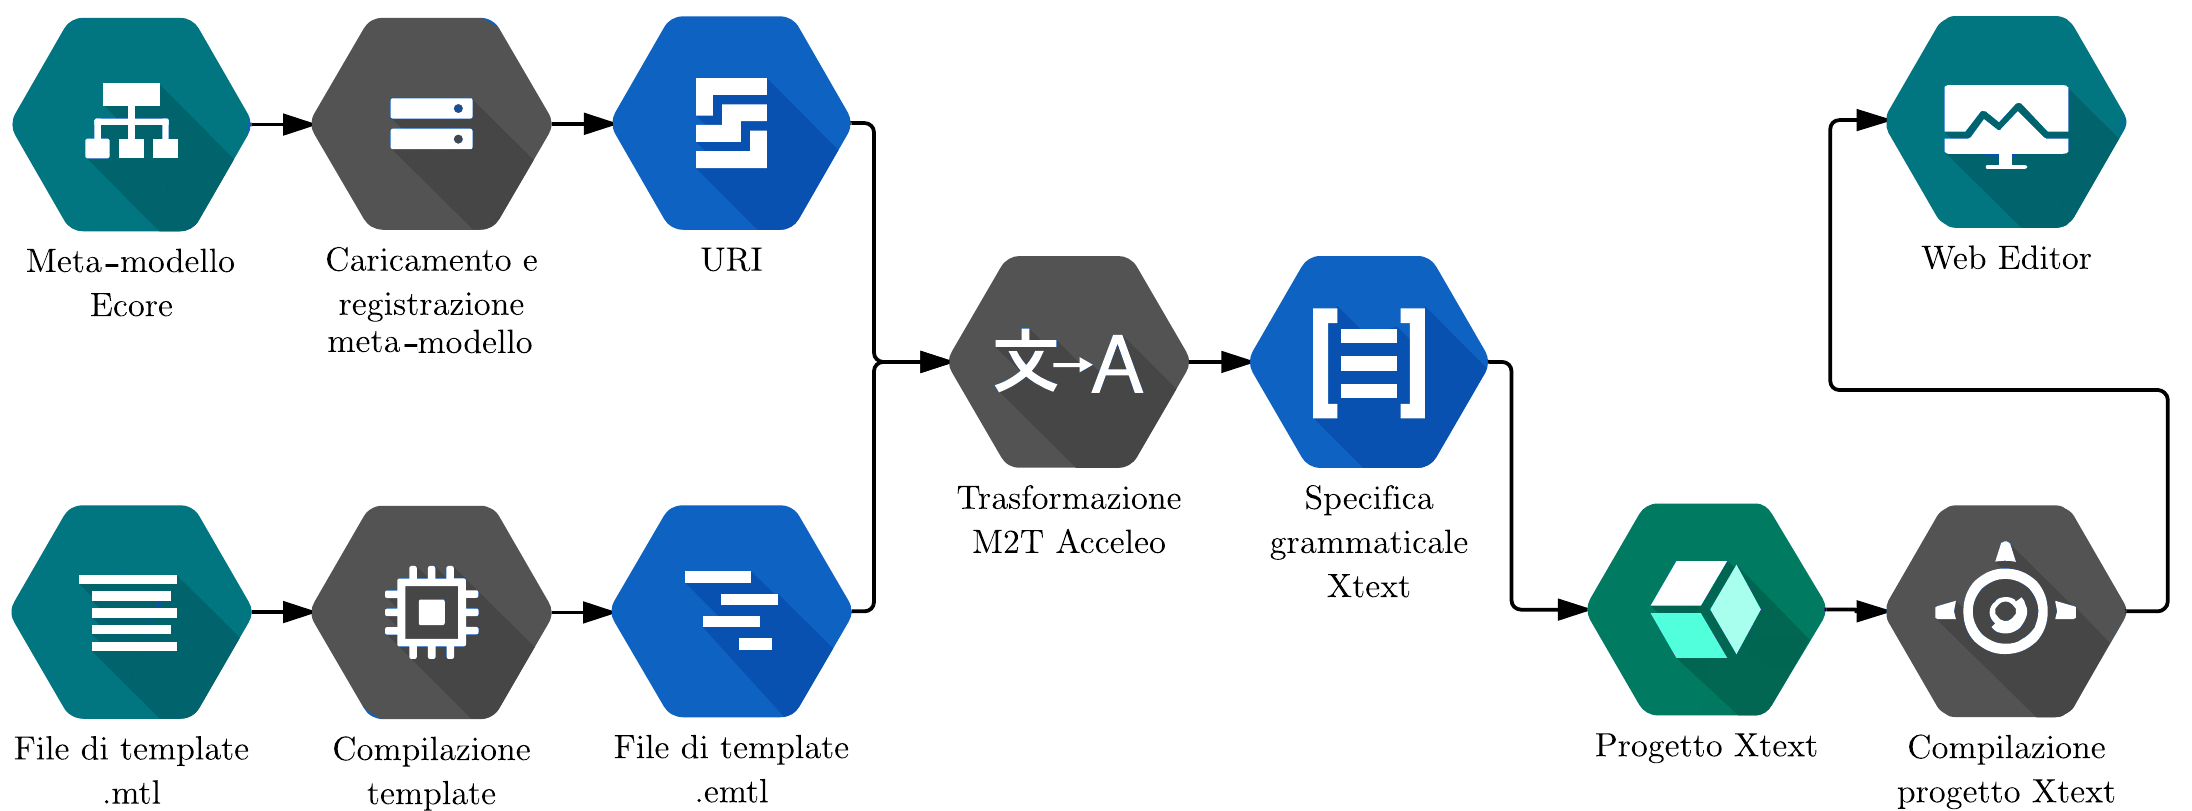 Meta-modello
Ecore
Caricamento e
registrazione
meta-modello
URI
Web Editor
文→A
Trasformazione
M2T Acceleo
Specifica
grammaticale
Xtext
File di template
.mtl
Compilazione
template
File di template
.emtl
Progetto Xtext
Compilazione
progetto Xtext